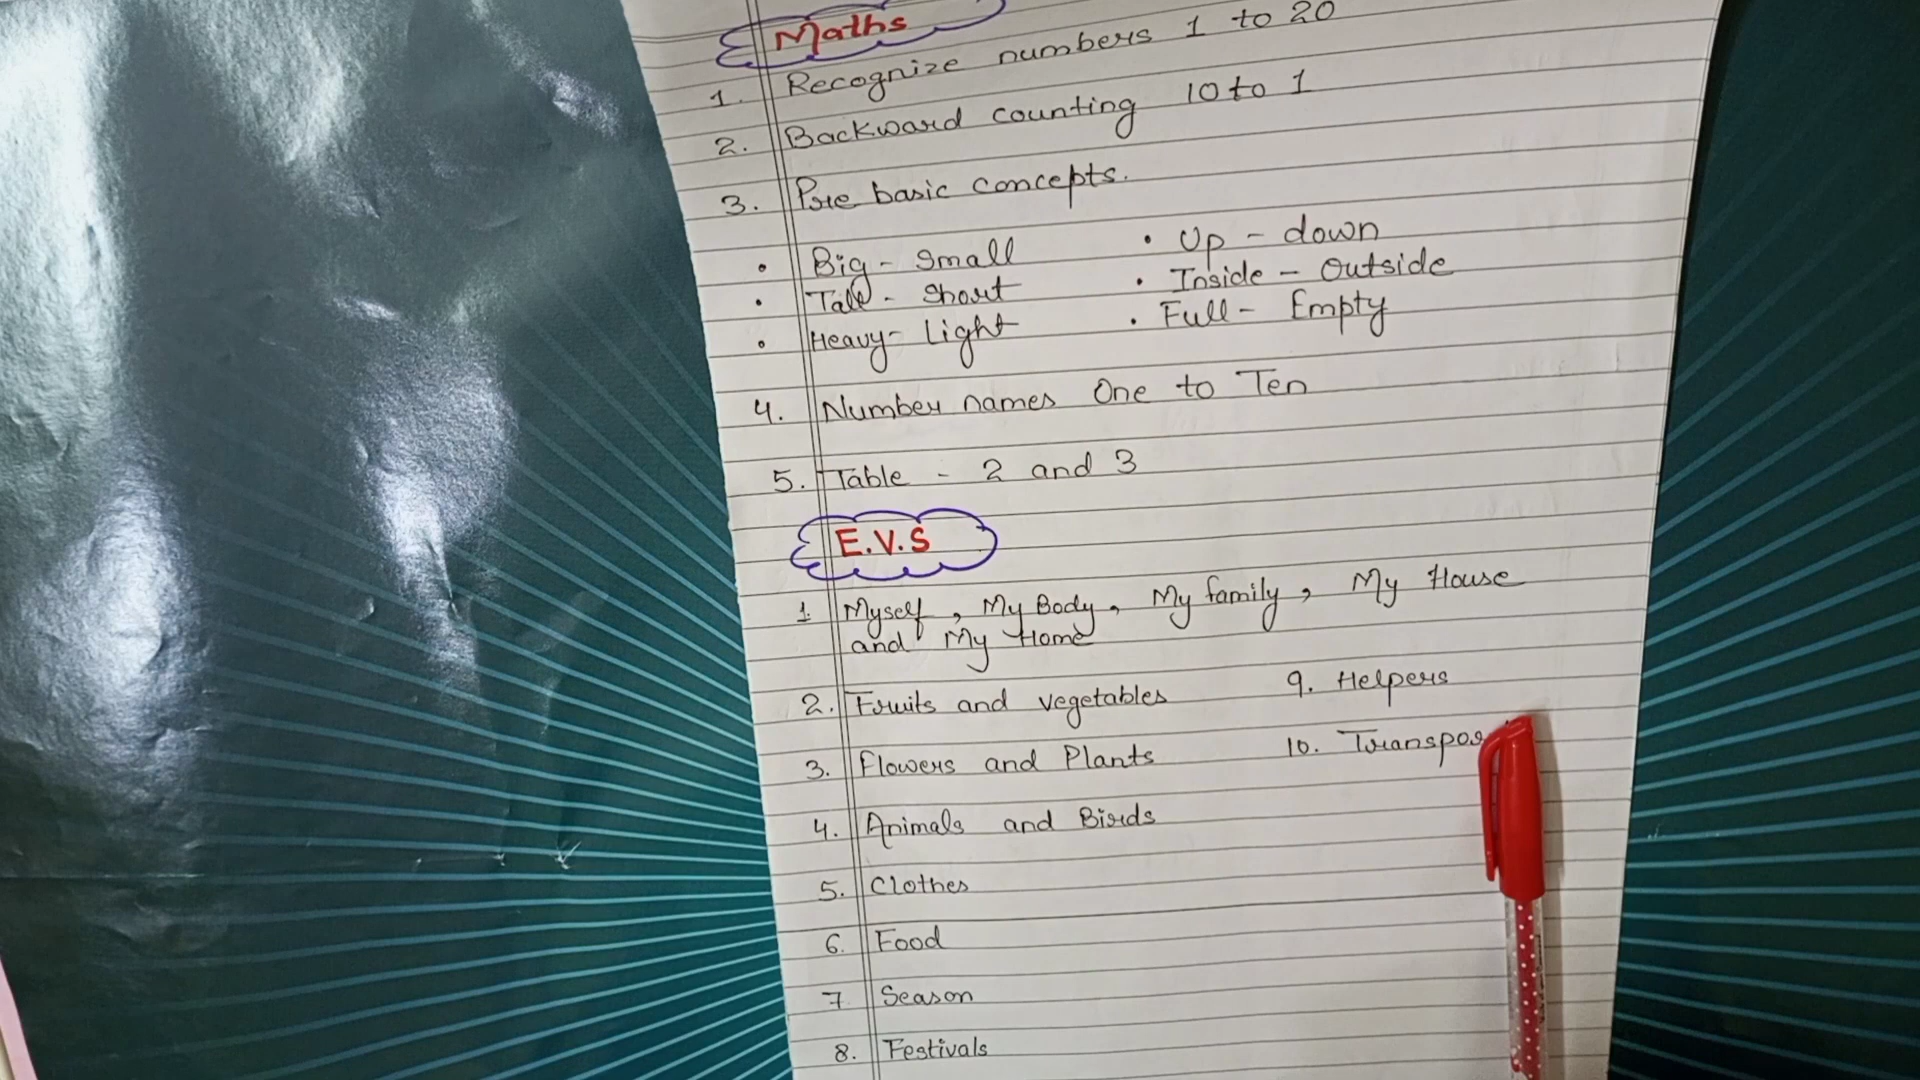 Maths
1. Recognize numbers 1 to 20
2. Backward counting 10 to 1
3. Pre basic concepts.
• Big - Small • Up - down
• Tall - Short • Inside - Outside
• Heavy - Light • Full - Empty
4. Number names One to Ten
5. Table - 2 and 3
E.V.S
1. Myself, My Body, My family, My House
and My Home
2. Fruits and vegetables 9. Helpers
3. Flowers and Plants 10. Transpo
4. Animals and Birds
5. Clothes
6. Food
7 Season
8. Festivals